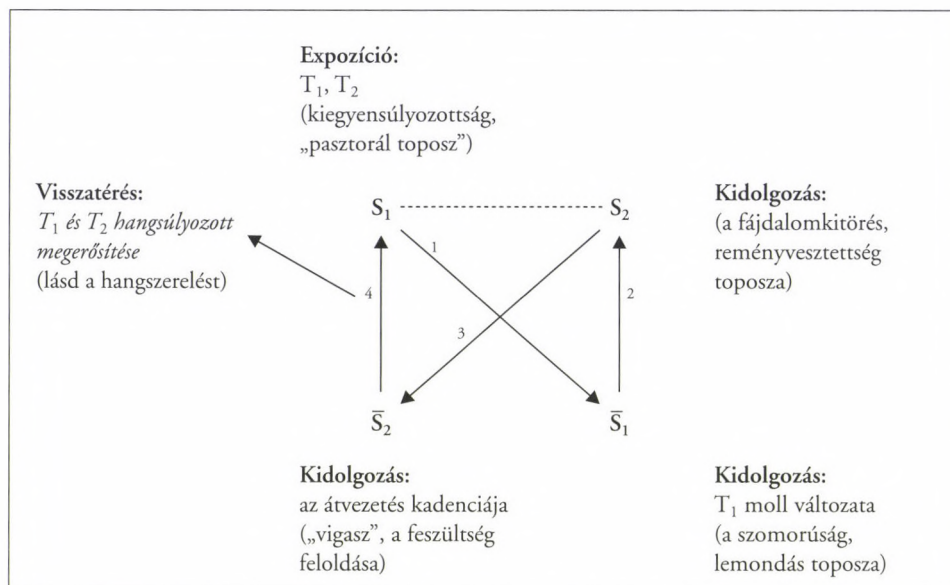 Expozíció:
T₁, T₂
(kiegyensúlyozottság,
„pasztorál toposz”)
Visszatérés:
T₁ és T₂ hangsúlyozott
megerősítése
(lásd a hangszerelést)
S₁
S₂
Kidolgozás:
(a fájdalomkitörés,
reményvesztettség
toposza)
1
4
2
3
S̅₂
S̅₁
Kidolgozás:
az átvezetés kadenciája
(„vigasz”, a feszültség
feloldása)
Kidolgozás:
T₁ moll változata
(a szomorúság,
lemondás toposza)